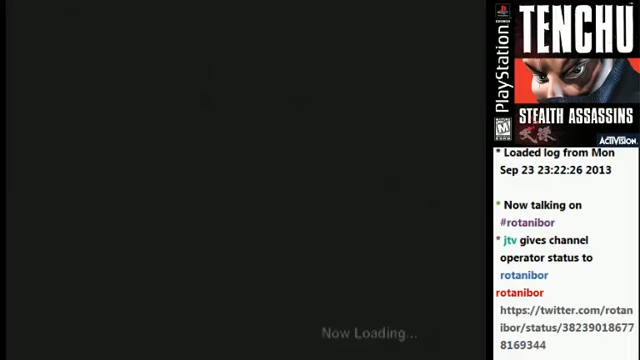 PlayStation
TENCHU
STEALTH ASSASSINS
ACTIVISION
* Loaded log from Mon
Sep 23 23:22:26 2013
* Now talking on
#rotanibor
* jtv gives channel
operator status to
rotanibor
rotanibor
https://twitter.com/rotan
ibor/status/38239018677
8169344
Now Loading...